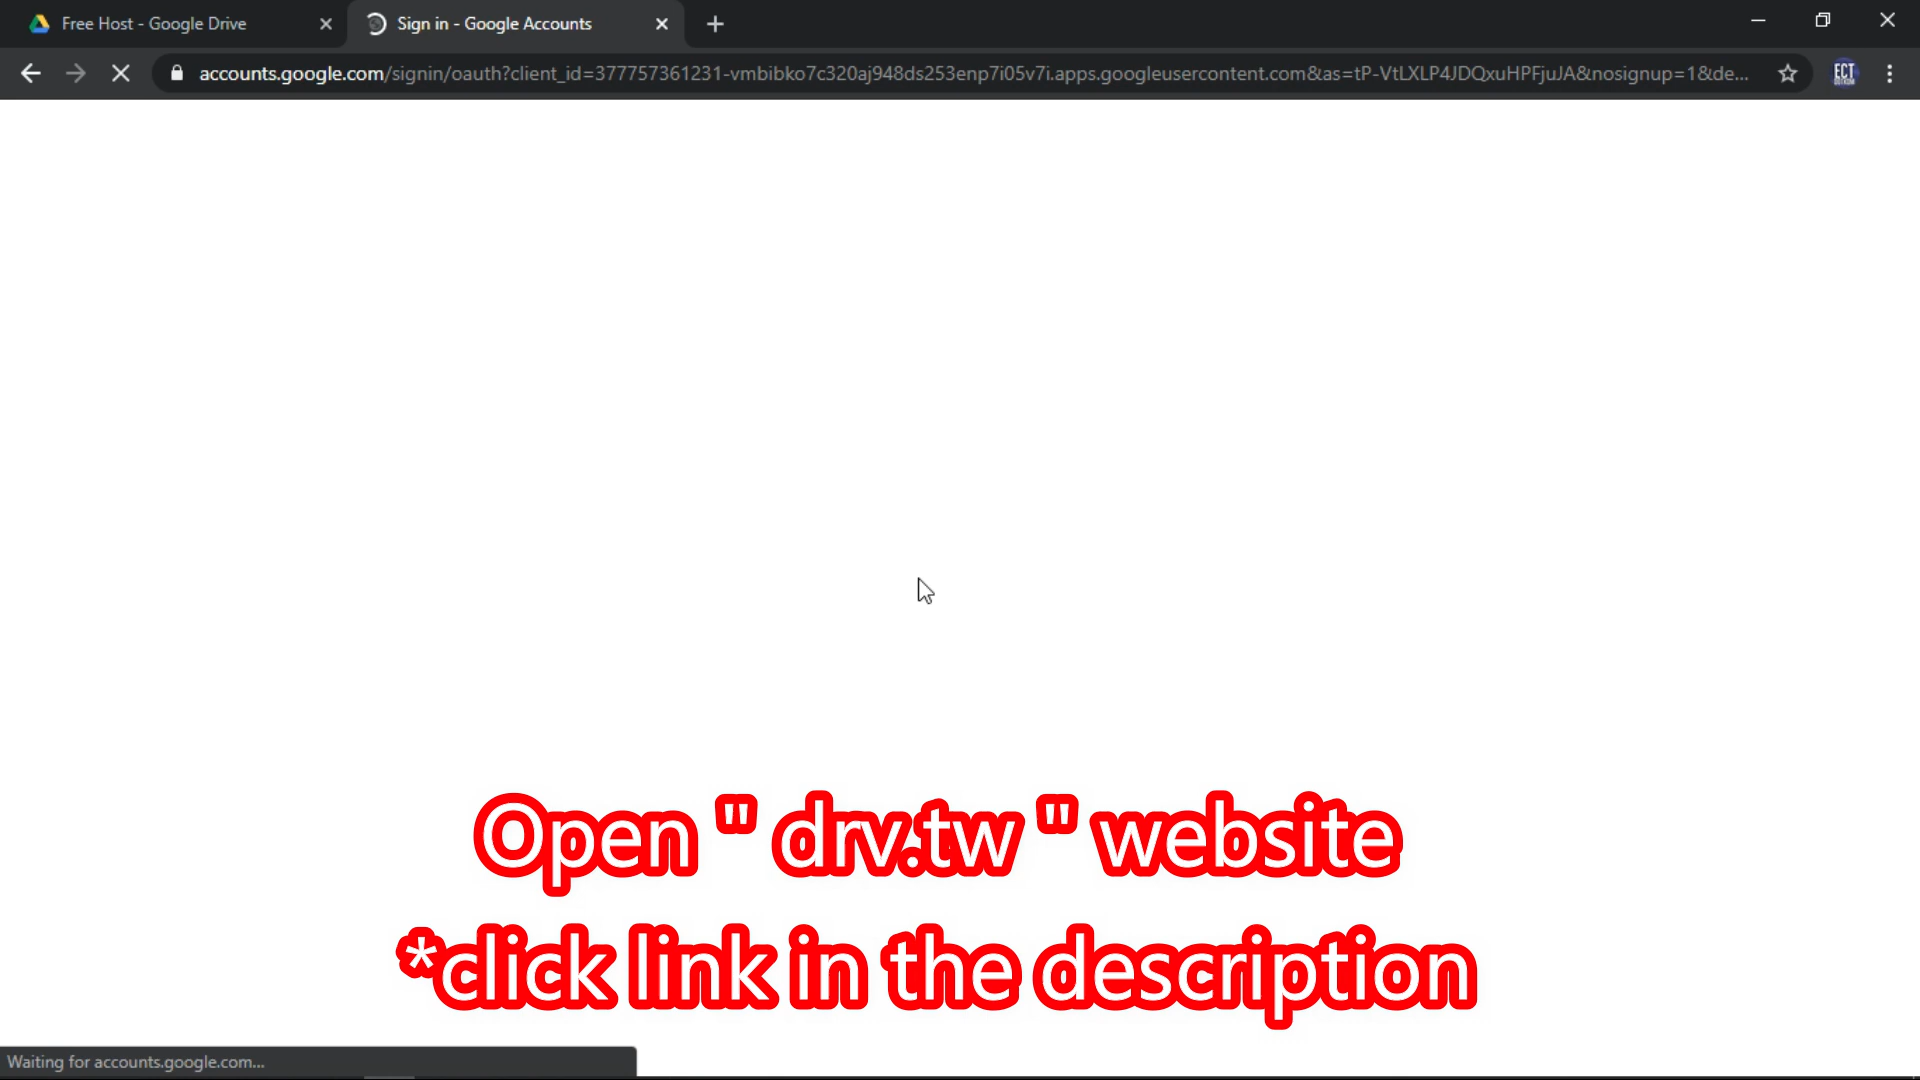 Free Host - Google Drive
Sign in - Google Accounts
accounts.google.com/signin/oauth?client_id=377757361231-vmbibko7c320aj948ds253enp7i05v7i.apps.googleusercontent.com&as=tP-VtLXLP4JDQxuHPFjuJA&nosignup=1&de...
ECT
Open " drv.tw " website
*click link in the description
Waiting for accounts.google.com...